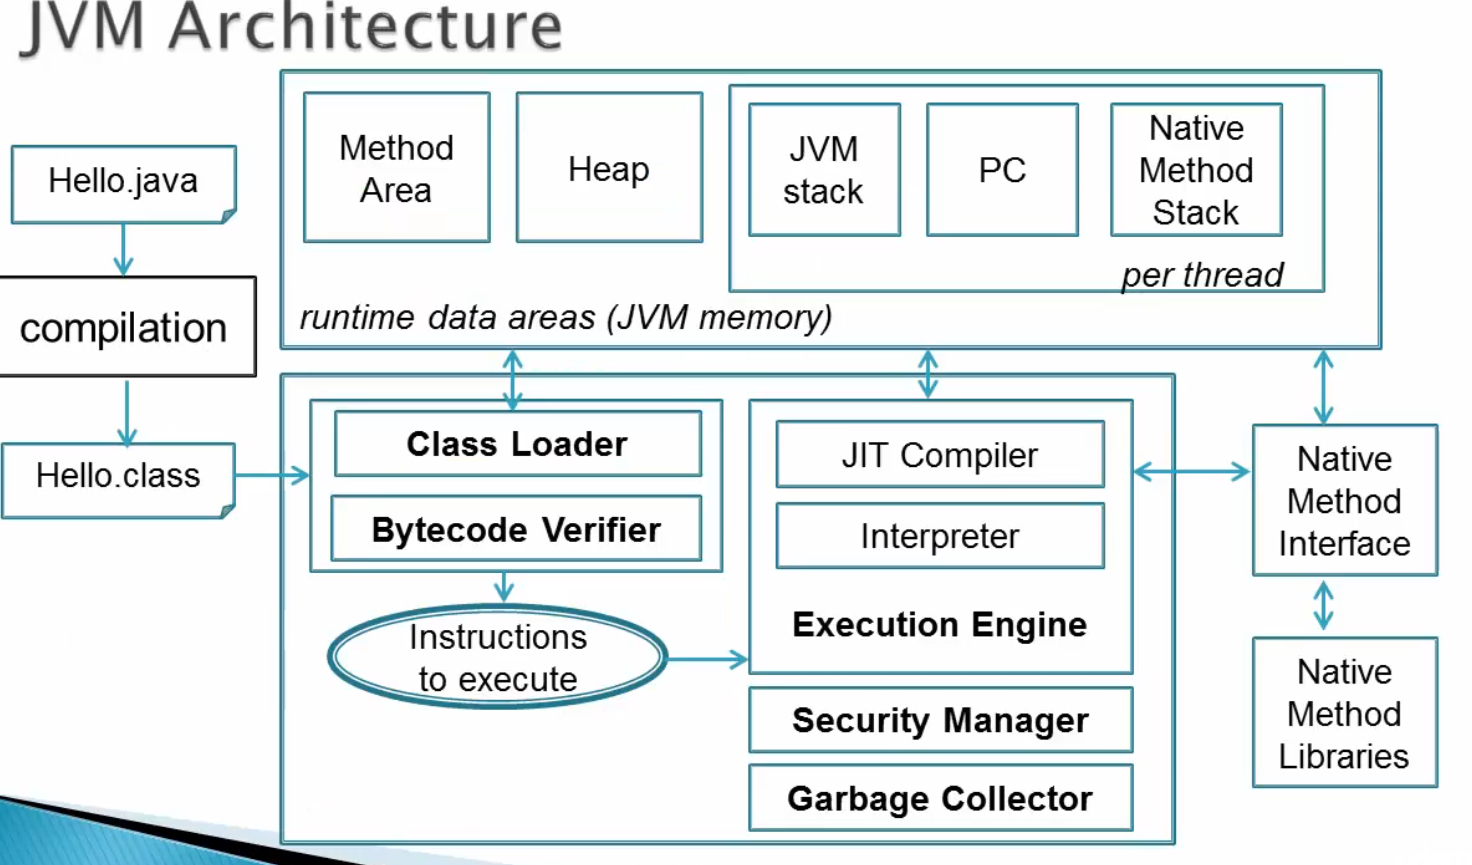 JVM Architecture
Hello.java
compilation
Hello.class
Method
Area
Heap
JVM
stack
PC
Native
Method
Stack
per thread
runtime data areas (JVM memory)
Class Loader
Bytecode Verifier
Instructions
to execute
JIT Compiler
Interpreter
Execution Engine
Security Manager
Garbage Collector
Native
Method
Interface
Native
Method
Libraries